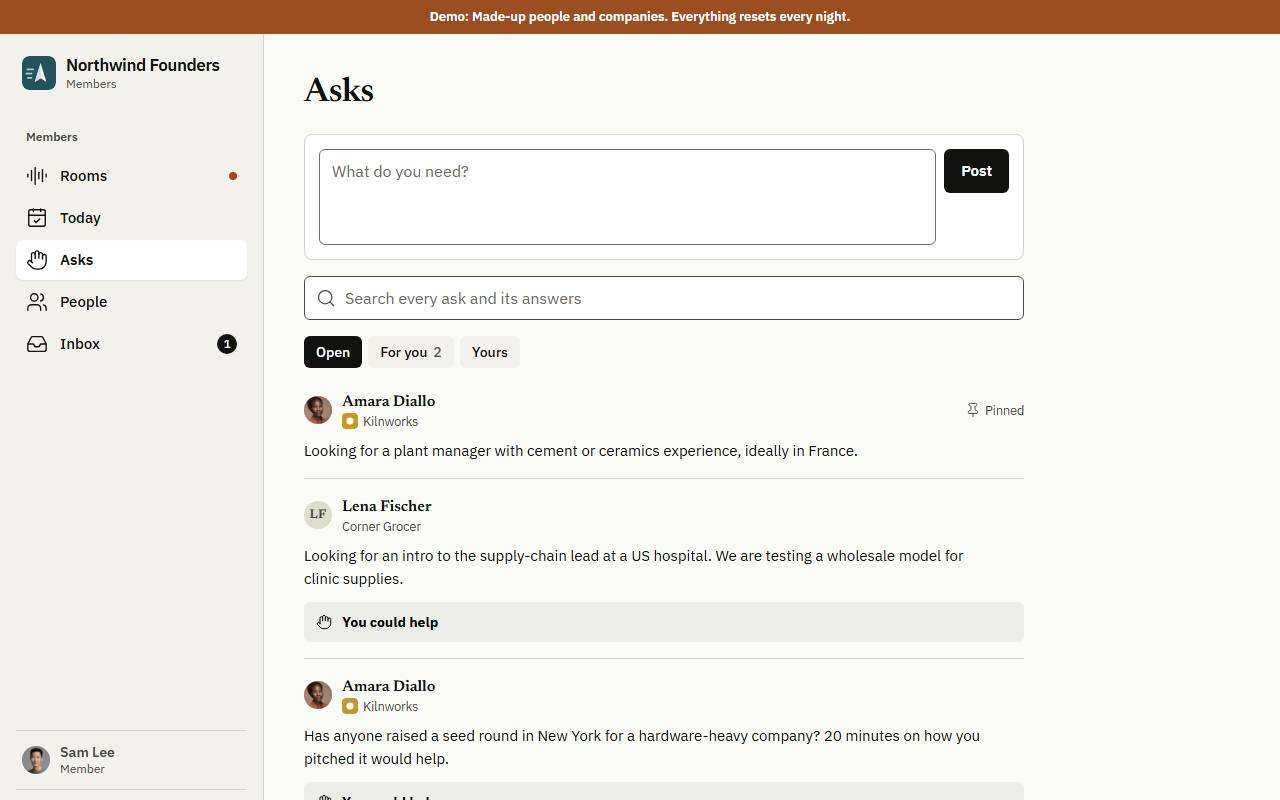 Demo: Made-up people and companies. Everything resets every night.
Northwind Founders
Members
Members
Rooms
Today
Asks
People
Inbox
1
Sam Lee
Member
Asks
What do you need?
Post
Search every ask and its answers
Open
For you 2
Yours
Amara Diallo
Kilnworks
Pinned
Looking for a plant manager with cement or ceramics experience, ideally in France.
LF
Lena Fischer
Corner Grocer
Looking for an intro to the supply-chain lead at a US hospital. We are testing a wholesale model for
clinic supplies.
You could help
Amara Diallo
Kilnworks
Has anyone raised a seed round in New York for a hardware-heavy company? 20 minutes on how you
pitched it would help.